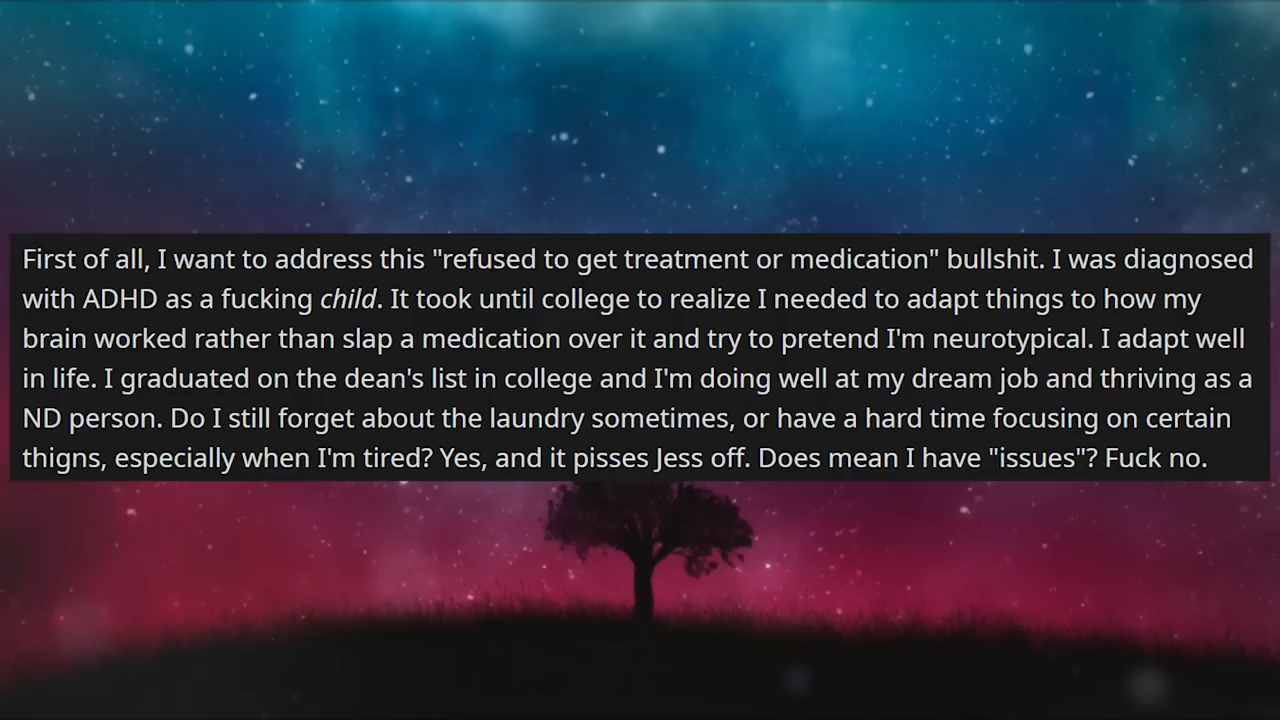 First of all, I want to address this "refused to get treatment or medication" bullshit. I was diagnosed
with ADHD as a fucking child. It took until college to realize I needed to adapt things to how my
brain worked rather than slap a medication over it and try to pretend I'm neurotypical. I adapt well
in life. I graduated on the dean's list in college and I'm doing well at my dream job and thriving as a
ND person. Do I still forget about the laundry sometimes, or have a hard time focusing on certain
thigns, especially when I'm tired? Yes, and it pisses Jess off. Does mean I have "issues"? Fuck no.